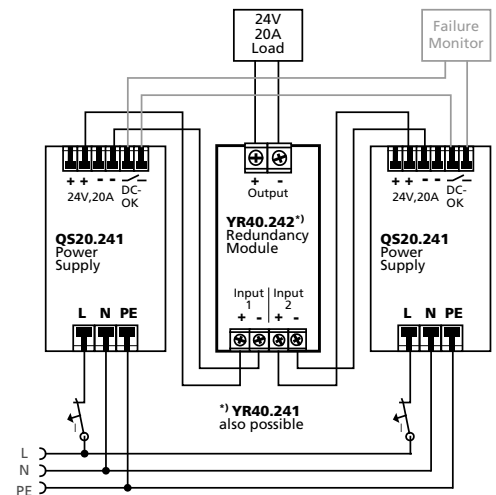 24V
20A
Load
Failure
Monitor
+ + - -
24V,20A
DC-
OK
QS20.241
Power
Supply
L N PE
+ -
Output
YR40.242*)
Redundancy
Module
Input
1
Input
2
+ - + -
+ + - -
24V,20A
DC-
OK
QS20.241
Power
Supply
L N PE
*) YR40.241
also possible
I
I
L
N
PE